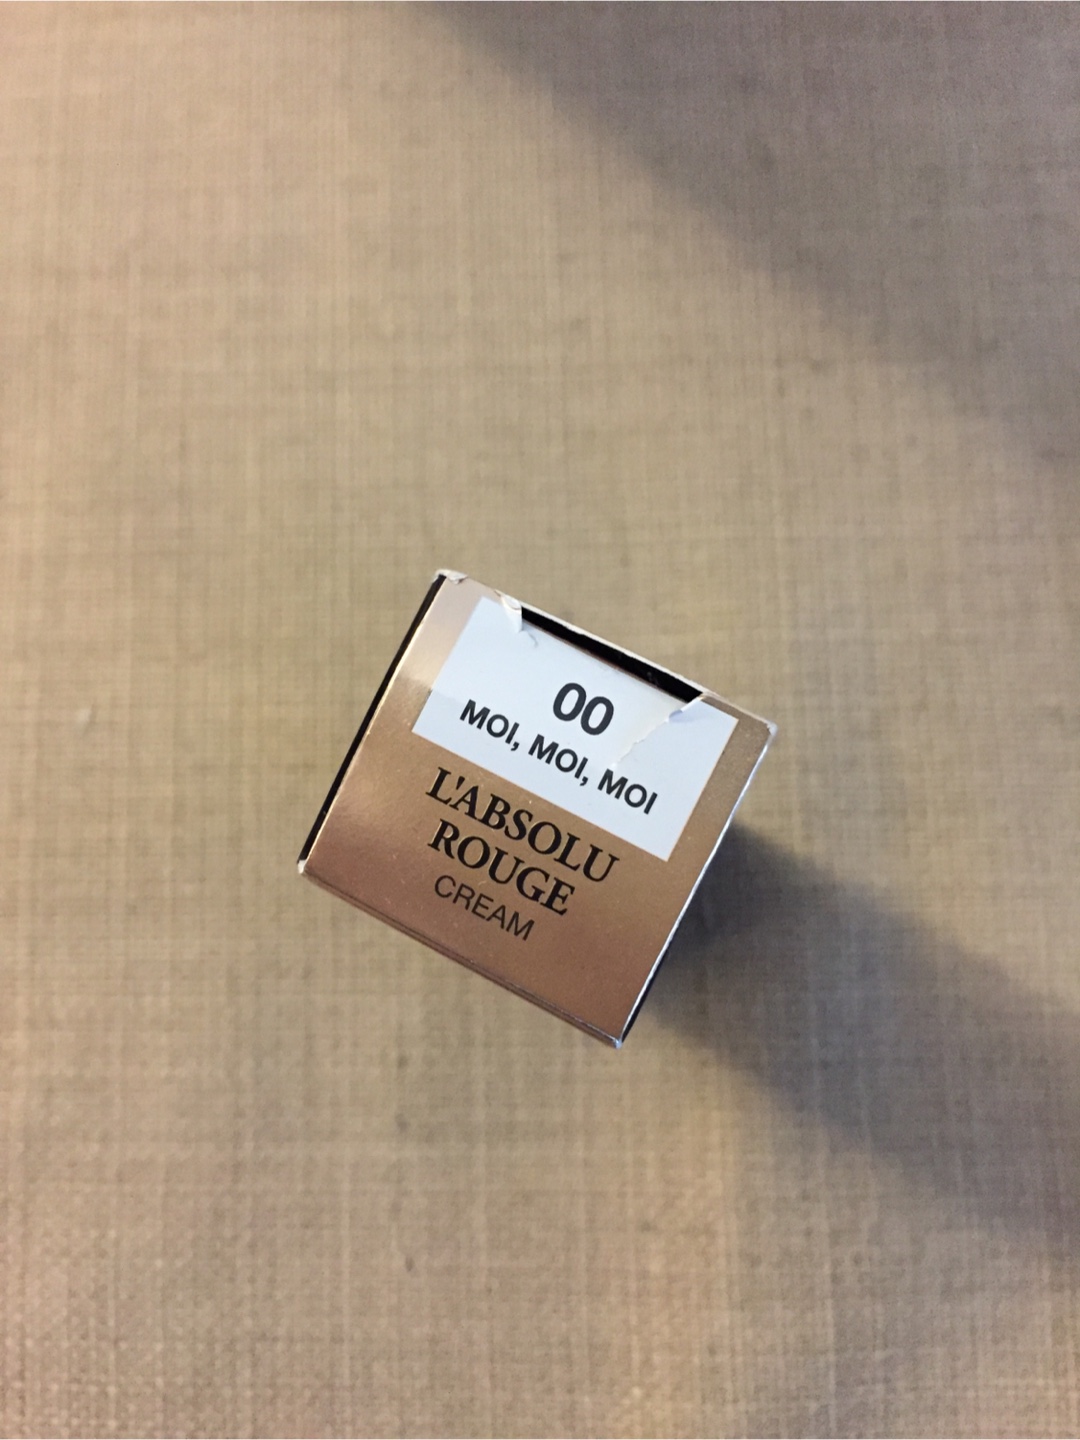 00
MOI, MOI, MOI
L'ABSOLU
ROUGE
CREAM